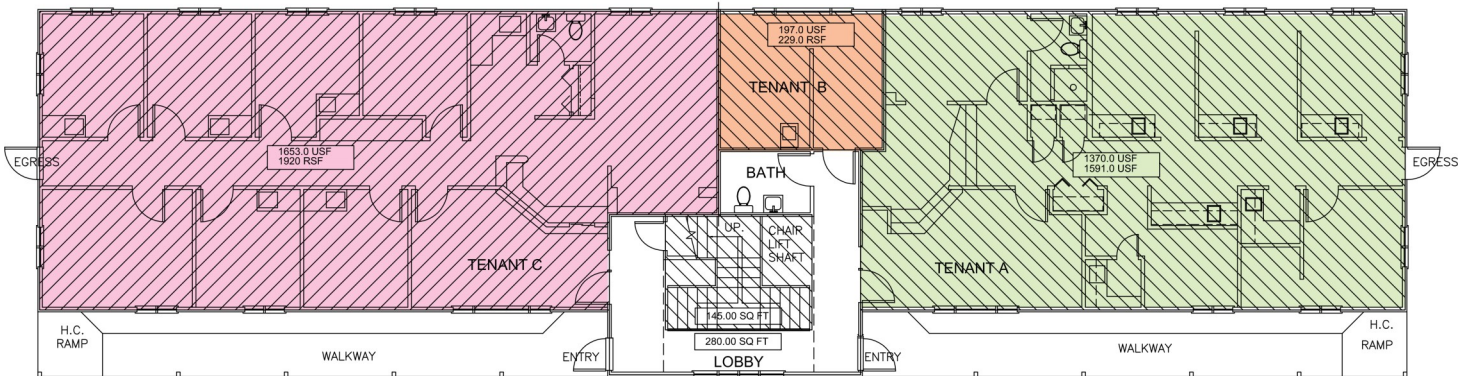 197.0 USF
229.0 RSF
TENANT B
1653.0 USF
1920 RSF
1370.0 USF
1591.0 USF
EGRESS
EGRESS
BATH
UP.
CHAIR
LIFT
SHAFT
TENANT C
TENANT A
145.00 SQ FT
280.00 SQ FT
LOBBY
H.C.
RAMP
WALKWAY
ENTRY
ENTRY
WALKWAY
H.C.
RAMP